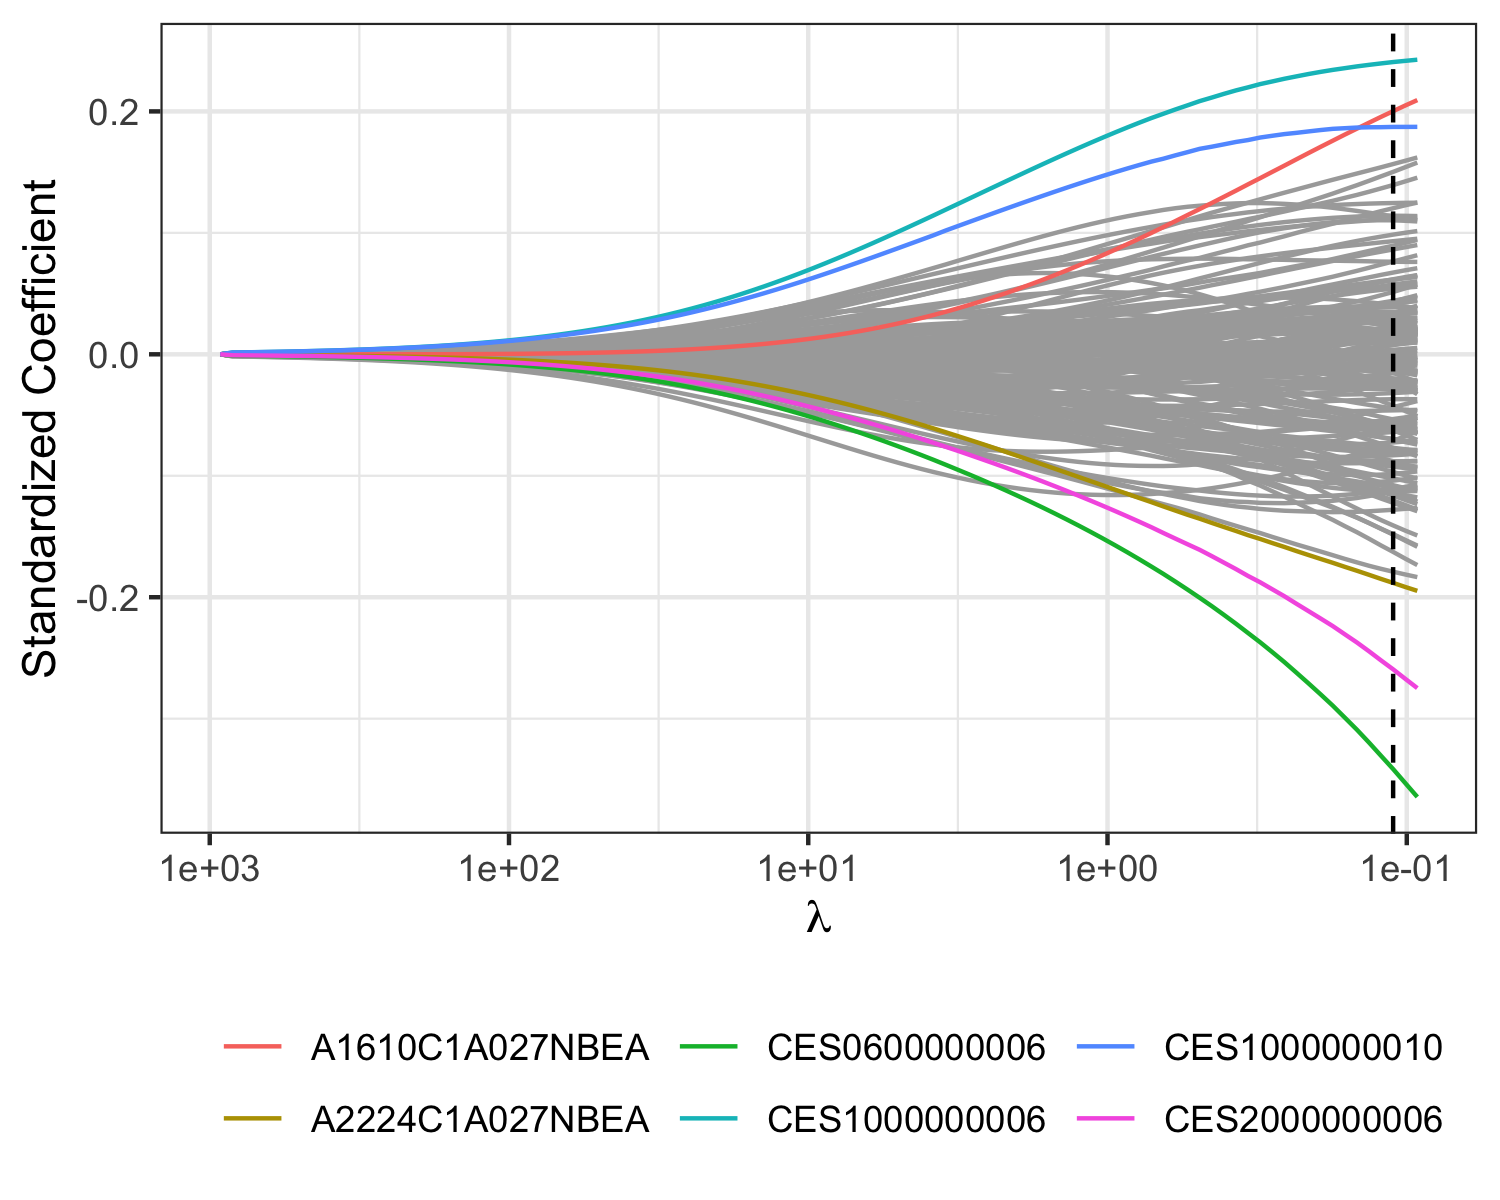 Standardized Coefficient
0.2
0.0
-0.2
1e+03 1e+02 1e+01 1e+00 1e-01
λ
A1610C1A027NBEA CES0600000006 CES1000000010
A2224C1A027NBEA CES1000000006 CES2000000006